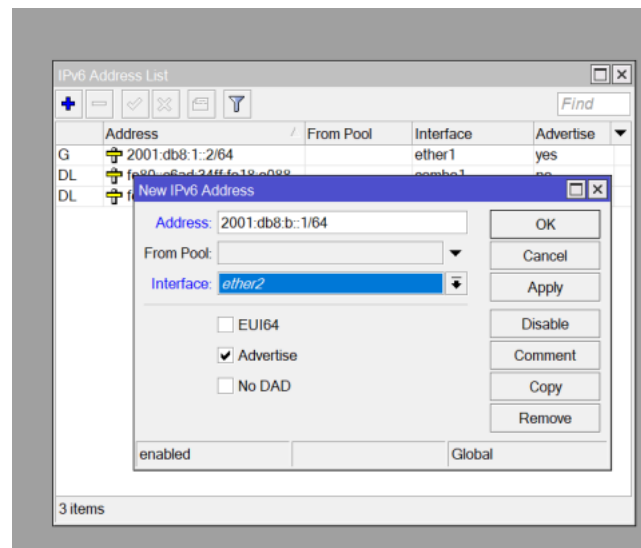 IPv6 Address List
Find
Address From Pool Interface Advertise
G 2001:db8:1::2/64 ether1 yes
DL
DL
New IPv6 Address
Address: 2001:db8:b::1/64 OK
From Pool: Cancel
Interface: ether2 Apply
EUI64 Disable
Advertise Comment
No DAD Copy
Remove
enabled Global
3 items